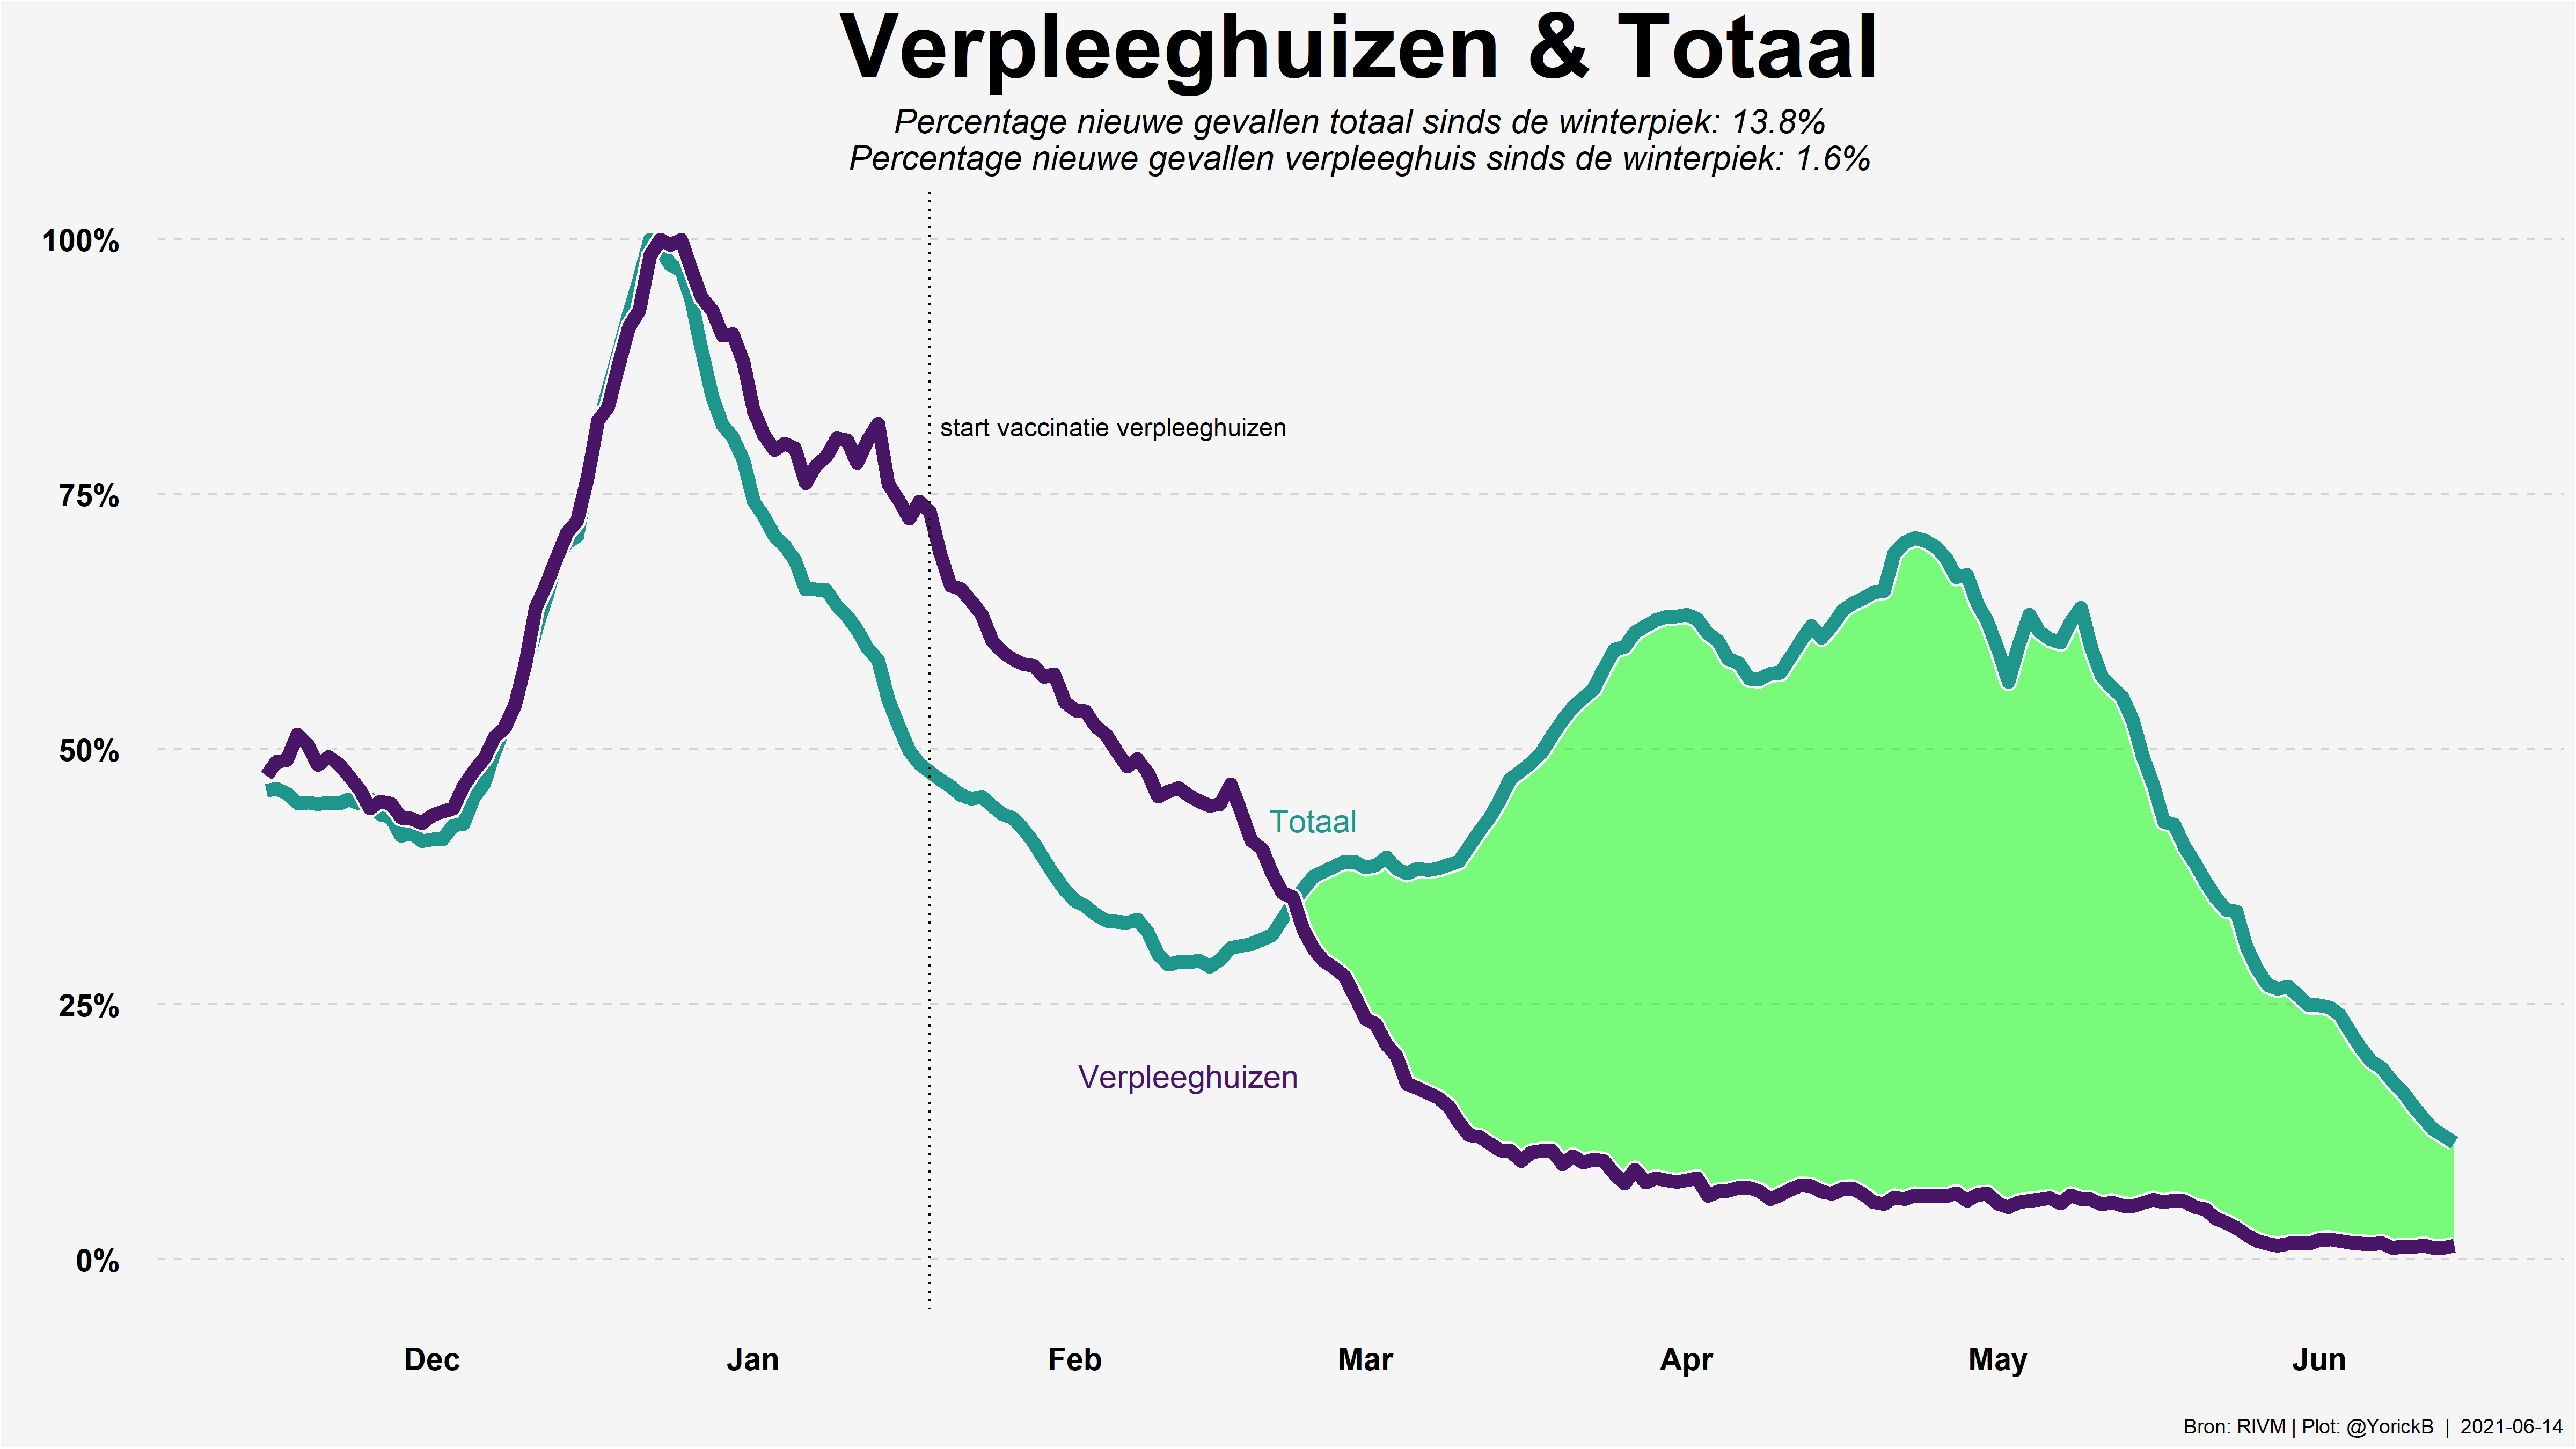 Verpleeghuizen & Totaal
Percentage nieuwe gevallen totaal sinds de winterpiek: 13.8%
Percentage nieuwe gevallen verpleeghuis sinds de winterpiek: 1.6%
100%
start vaccinatie verpleeghuizen
75%
50%
Totaal
25%
Verpleeghuizen
0%
Dec Jan Feb Mar Apr May Jun
Bron: RIVM | Plot: @YorickB | 2021-06-14